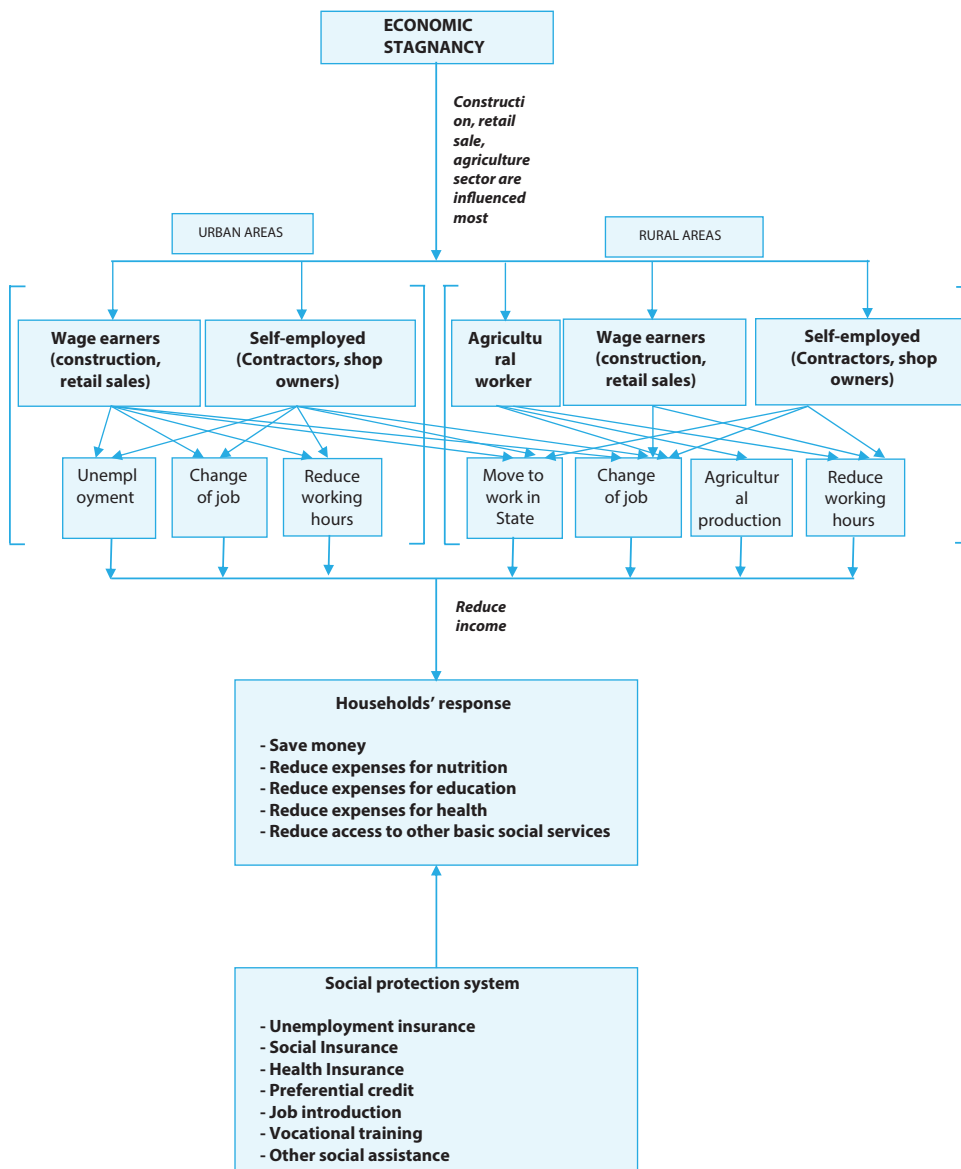 ECONOMIC
STAGNANCY
Constructi
on, retail
sale,
agriculture
sector are
influenced
most
URBAN AREAS
RURAL AREAS
Wage earners
(construction,
retail sales)
Self-employed
(Contractors, shop
owners)
Agricultu
ral
worker
Wage earners
(construction,
retail sales)
Self-employed
(Contractors, shop
owners)
Unempl
oyment
Change
of job
Reduce
working
hours
Move to
work in
State
Change
of job
Agricultur
al
production
Reduce
working
hours
Reduce
income
Households’ response
- Save money
- Reduce expenses for nutrition
- Reduce expenses for education
- Reduce expenses for health
- Reduce access to other basic social services
Social protection system
- Unemployment insurance
- Social Insurance
- Health Insurance
- Preferential credit
- Job introduction
- Vocational training
- Other social assistance